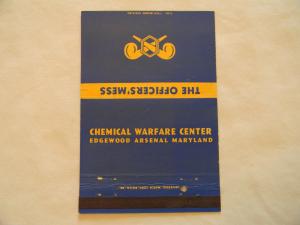 THE OFFICERS' MESS
CHEMICAL WARFARE CENTER
EDGEWOOD ARSENAL MARYLAND